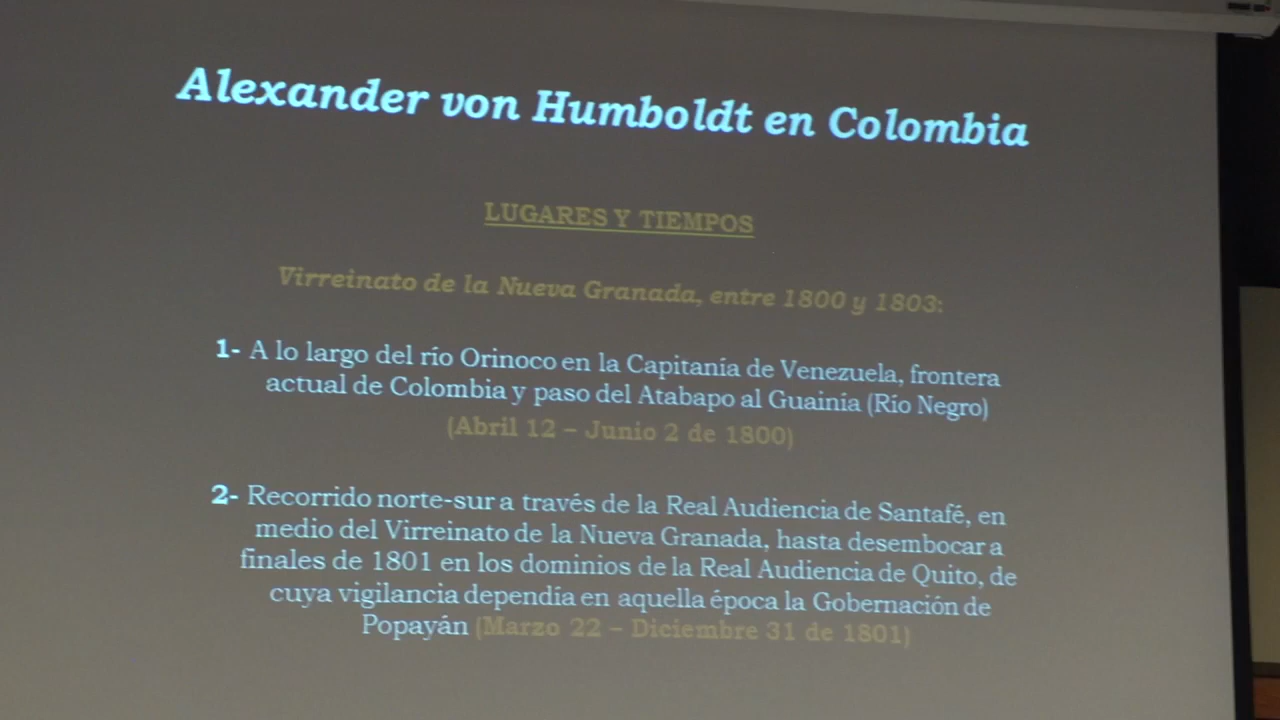 Alexander von Humboldt en Colombia
LUGARES Y TIEMPOS
Virreinato de la Nueva Granada, entre 1800 y 1803:
1- A lo largo del río Orinoco en la Capitanía de Venezuela, frontera
actual de Colombia y paso del Atabapo al Guainía (Río Negro)
(Abril 12 – Junio 2 de 1800)
2- Recorrido norte-sur a través de la Real Audiencia de Santafé, en
medio del Virreinato de la Nueva Granada, hasta desembocar a
finales de 1801 en los dominios de la Real Audiencia de Quito, de
cuya vigilancia dependía en aquella época la Gobernación de
Popayán (Marzo 22 – Diciembre 31 de 1801)